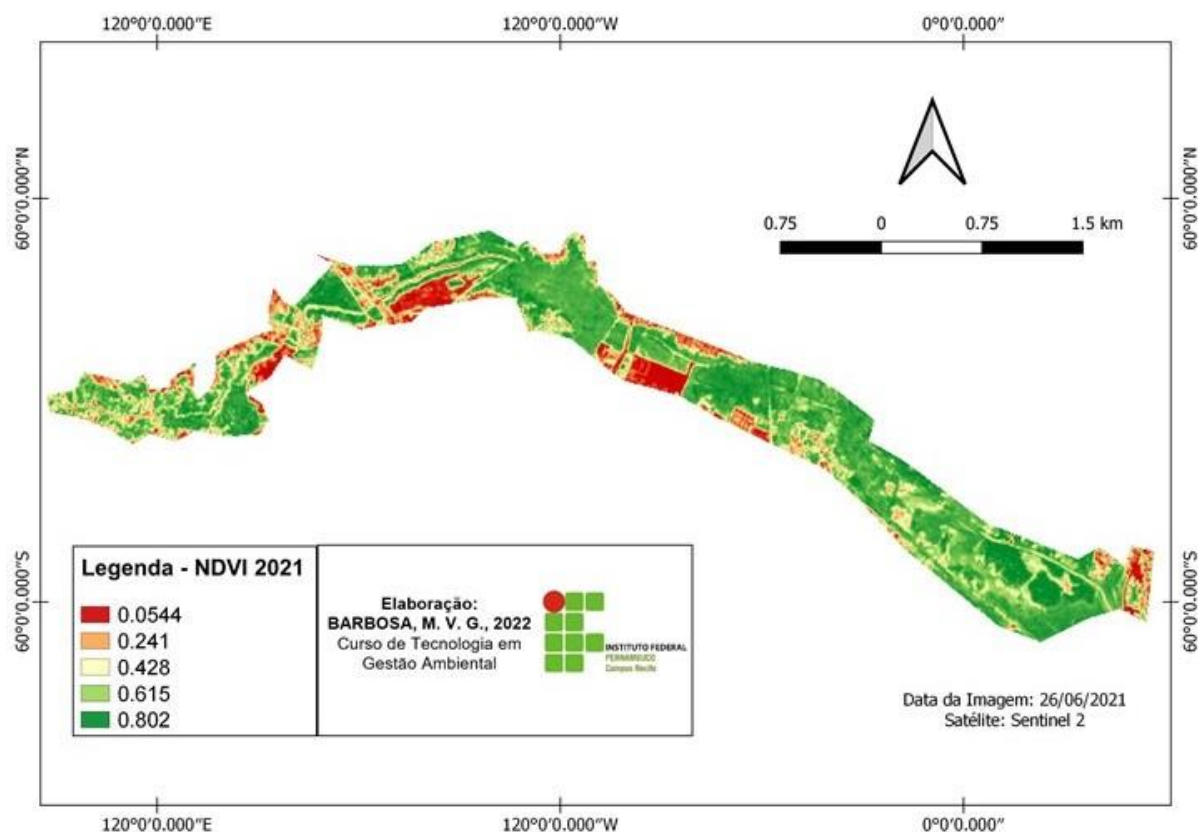 120°0'0.000"E
120°0'0.000"W
0°0'0.000"
60°0'0.000"N
60°0'0.000"N
0.75
0
0.75
1.5 km
60°0'0.000"S
60°0'0.000"S
Legenda - NDVI 2021
0.0544
0.241
0.428
0.615
0.802
Elaboração:
BARBOSA, M. V. G., 2022
Curso de Tecnologia em
Gestão Ambiental
INSTITUTO FEDERAL
PERNAMBUCO
Campus Recife
Data da Imagem: 26/06/2021
Satélite: Sentinel 2
120°0'0.000"E
120°0'0.000"W
0°0'0.000"